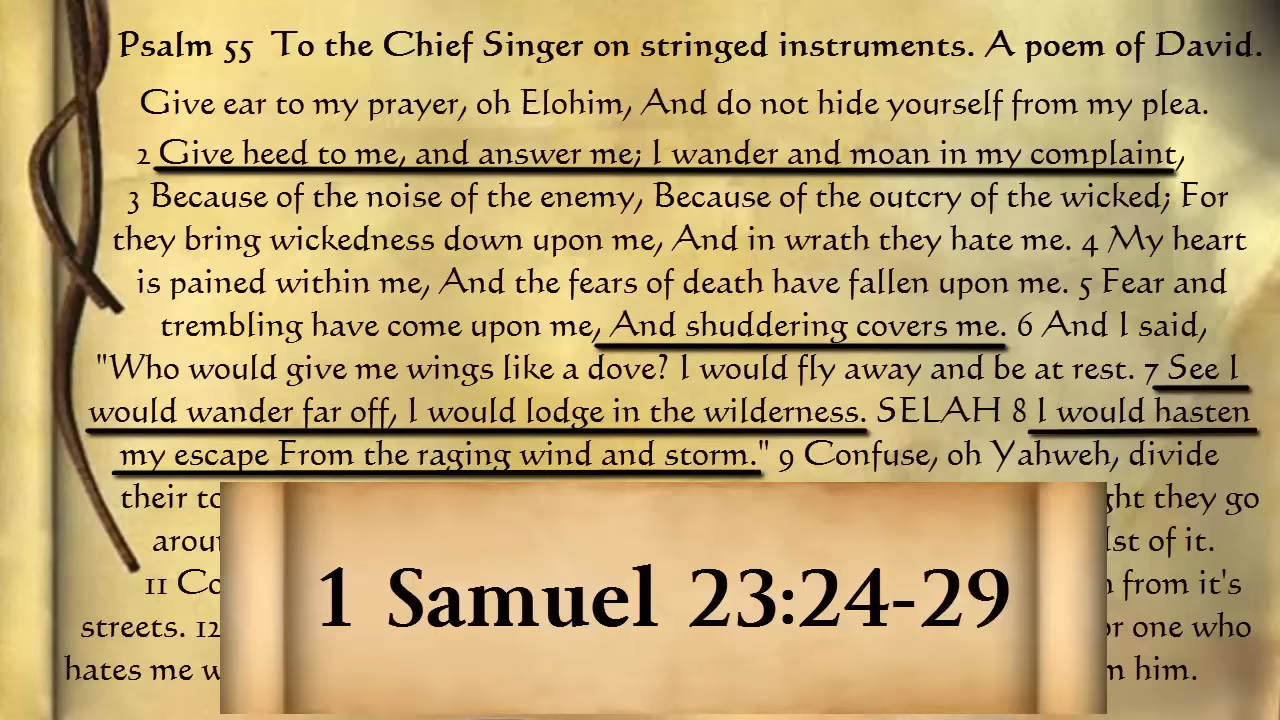 Psalm 55 To the Chief Singer on stringed instruments. A poem of David.
Give ear to my prayer, oh Elohim, And do not hide yourself from my plea.
2 Give heed to me, and answer me; I wander and moan in my complaint,
3 Because of the noise of the enemy, Because of the outcry of the wicked; For
they bring wickedness down upon me, And in wrath they hate me. 4 My heart
is pained within me, And the fears of death have fallen upon me. 5 Fear and
trembling have come upon me, And shuddering covers me. 6 And I said,
"Who would give me wings like a dove? I would fly away and be at rest. 7 See I
would wander far off, I would lodge in the wilderness. SELAH 8 I would hasten
my escape From the raging wind and storm." 9 Confuse, oh Yahweh, divide
their they go
of it.
11 from it's
streets. 12 one who
hates me him.
1 Samuel 23:24-29